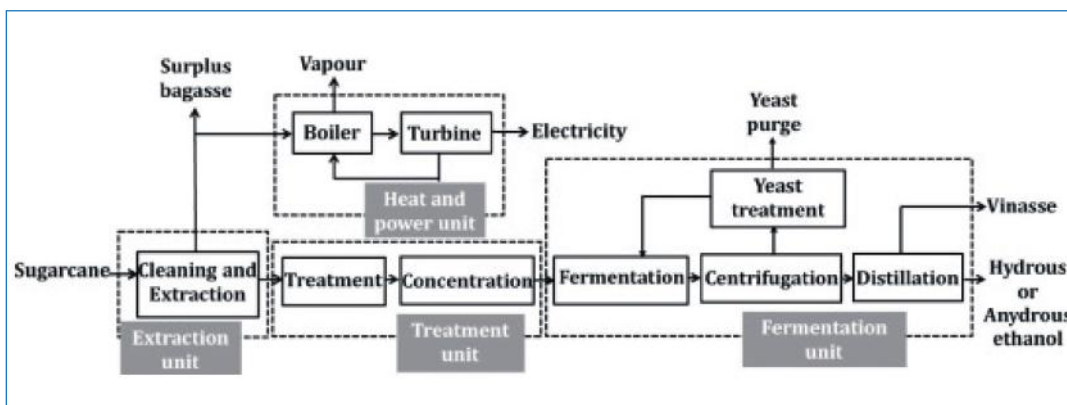 Surplus
bagasse
Vapour
Boiler
Turbine
Electricity
Heat and
power unit
Yeast
purge
Yeast
treatment
Vinasse
Sugarcane
Cleaning and
Extraction
Extraction
unit
Treatment
Concentration
Treatment
unit
Fermentation
Centrifugation
Distillation
Fermentation
unit
Hydrous
or
Anydrous
ethanol